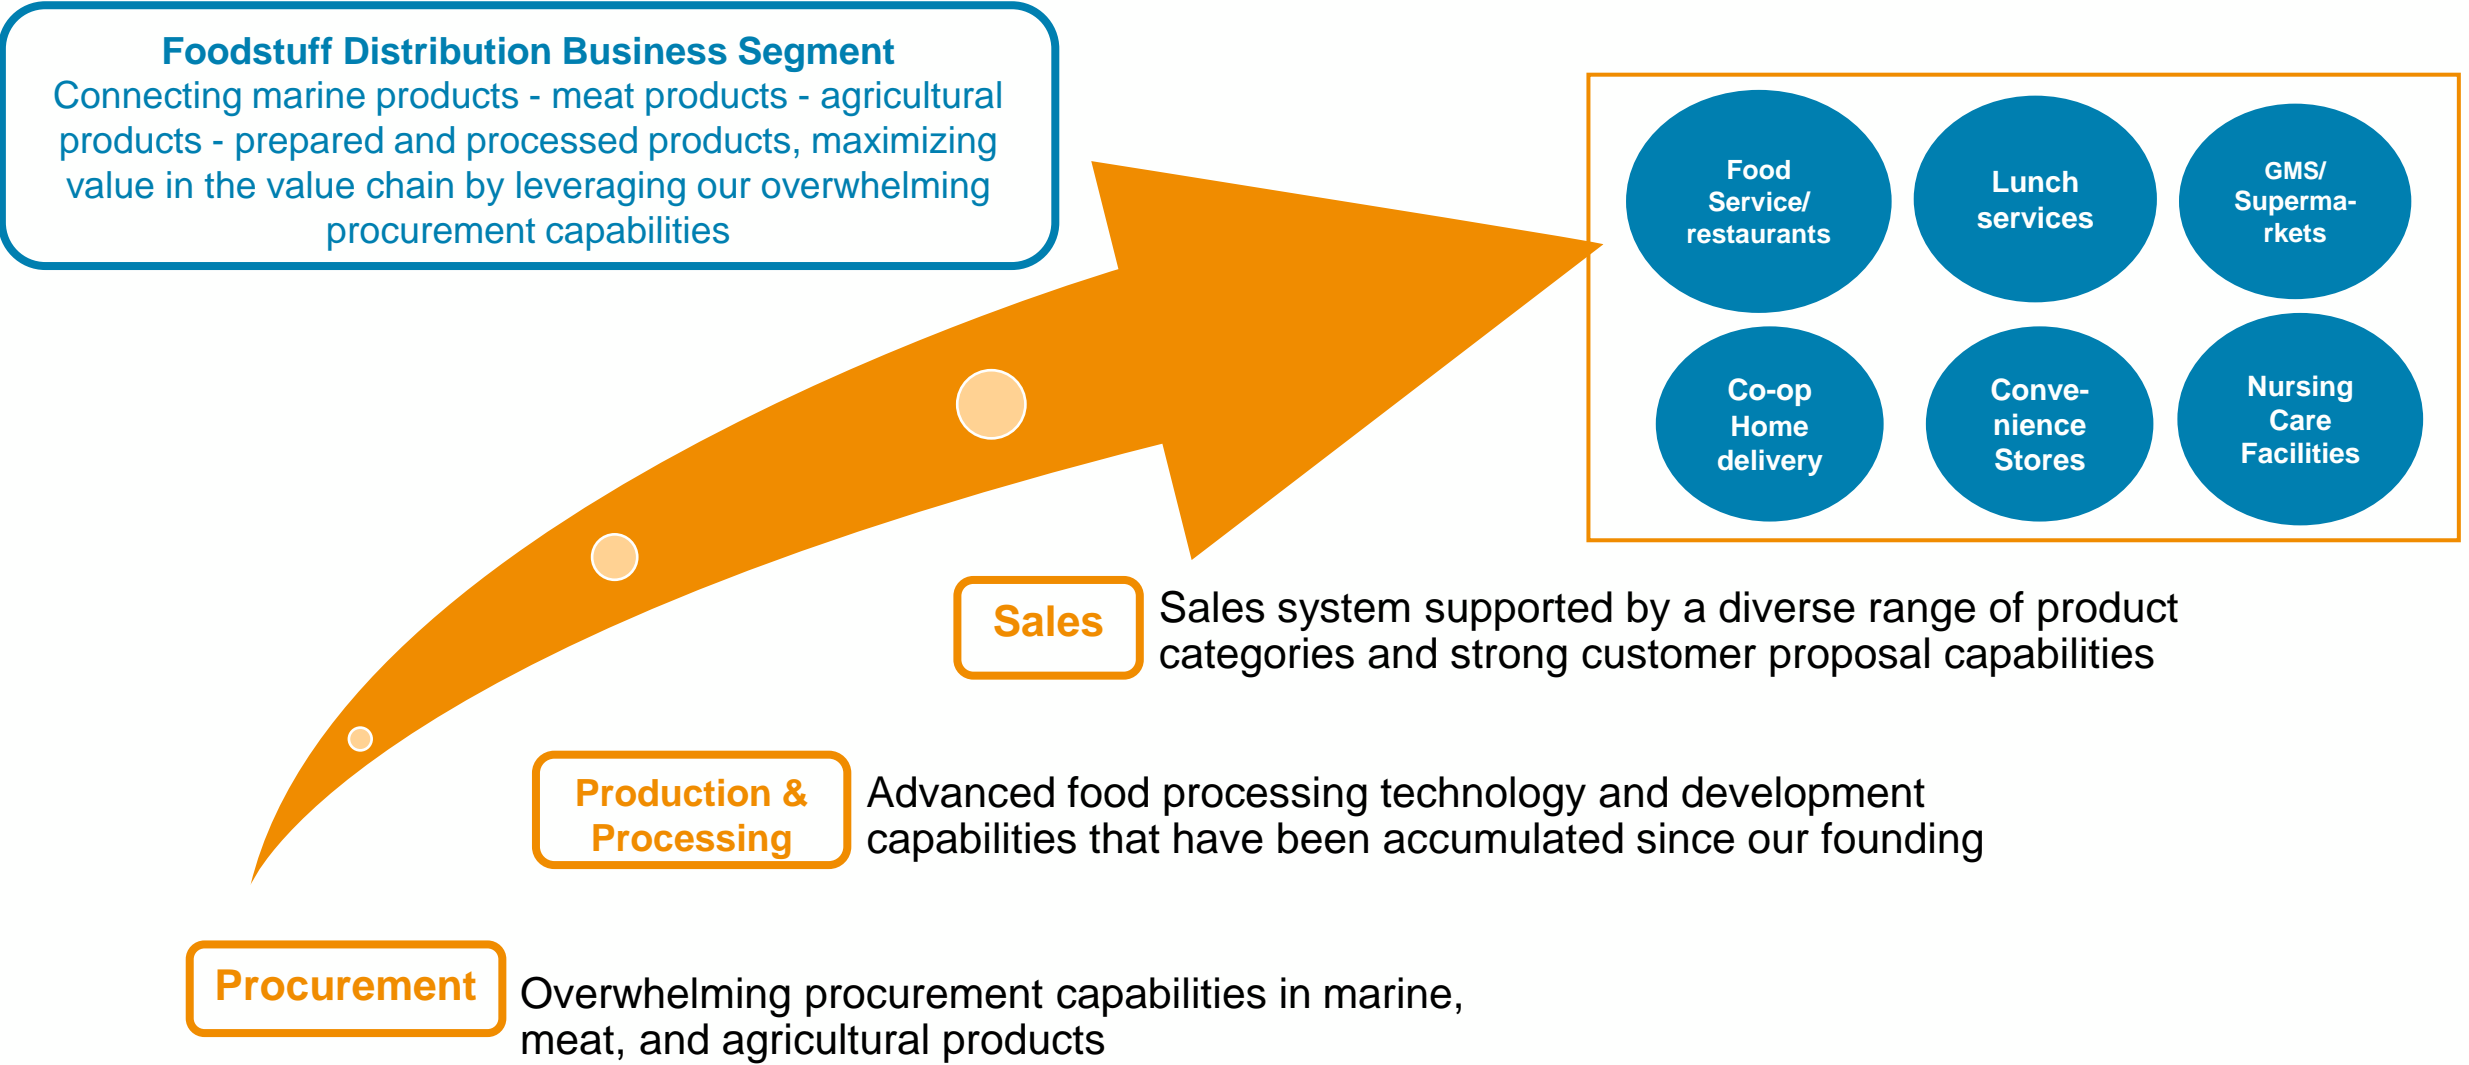 Foodstuff Distribution Business Segment
Connecting marine products - meat products - agricultural
products - prepared and processed products, maximizing
value in the value chain by leveraging our overwhelming
procurement capabilities
Food
Service/
restaurants
Lunch
services
GMS/
Superma-
rkets
Co-op
Home
delivery
Conve-
nience
Stores
Nursing
Care
Facilities
Sales
Sales system supported by a diverse range of product
categories and strong customer proposal capabilities
Production &
Processing
Advanced food processing technology and development
capabilities that have been accumulated since our founding
Procurement
Overwhelming procurement capabilities in marine,
meat, and agricultural products